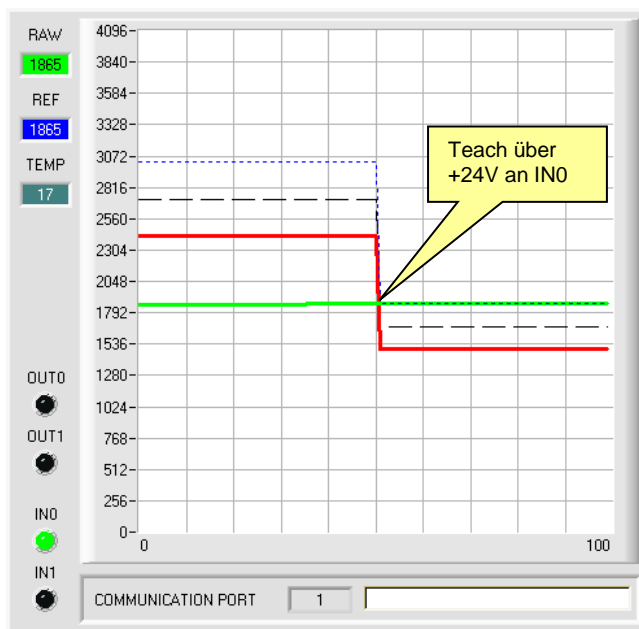 RAW
1865
REF
1865
TEMP
17
OUT0
OUT1
IN0
IN1
4096
3840
3584
3328
3072
2816
2560
2304
2048
1792
1536
1280
1024
768
512
256
0
0
100
Teach über
+24V an IN0
COMMUNICATION PORT
1